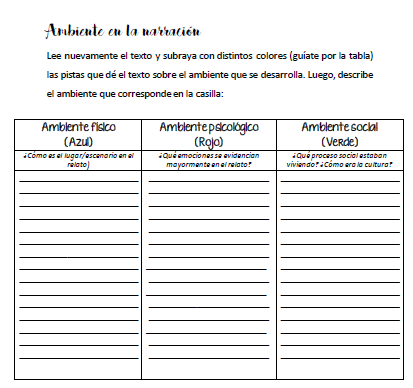 Ambiente en la narración
Lee nuevamente el texto y subraya con distintos colores (guíate por la tabla)
las pistas que dé el texto sobre el ambiente que se desarrolla. Luego, describe
el ambiente que corresponde en la casilla:
Ambiente físico
(Azul)
¿Cómo es el lugar/escenario en el
relato)
Ambiente psicológico
(Rojo)
¿Qué emociones se evidencian
mayormente en el relato?
Ambiente social
(Verde)
¿Qué proceso social estaban
viviendo? ¿Cómo era la cultura?